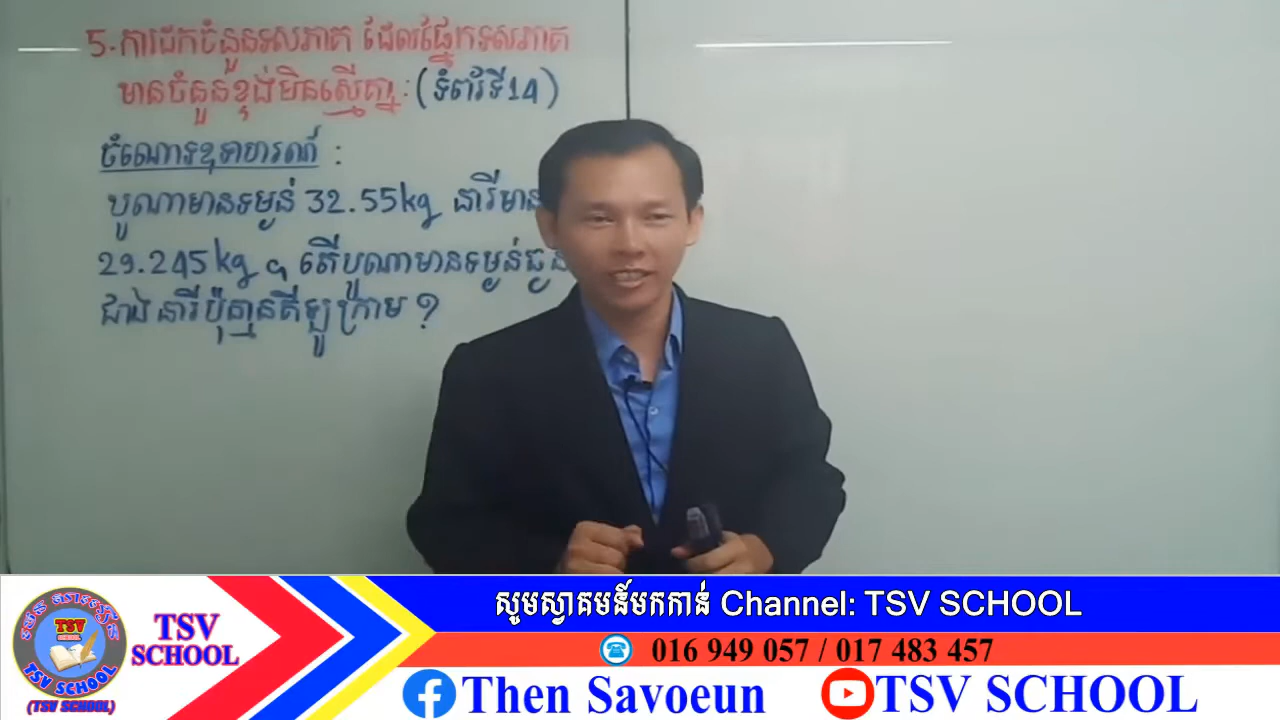 5. ការដកចំនួនទសភាគ ដែលផ្នែកទសភាគ
មានចំនួនខ្ទង់មិនស្មើគ្នា : (ទំព័រទី14)
ចំណោទឧទាហរណ៍ :
បូណាមានទម្ងន់ 32.55kg នារីមាន
29.245kg ។ តើបូណាមានទម្ងន់ធ្ងន់
ជាងនារីប៉ុន្មានគីឡូក្រាម ?
សូមស្វាគមន៍មកកាន់ Channel: TSV SCHOOL
016 949 057 / 017 483 457
Then Savoeun
TSV SCHOOL
TSV
SCHOOL
TSV
SCHOOL
TSV SCHOOL
(TSV SCHOOL)